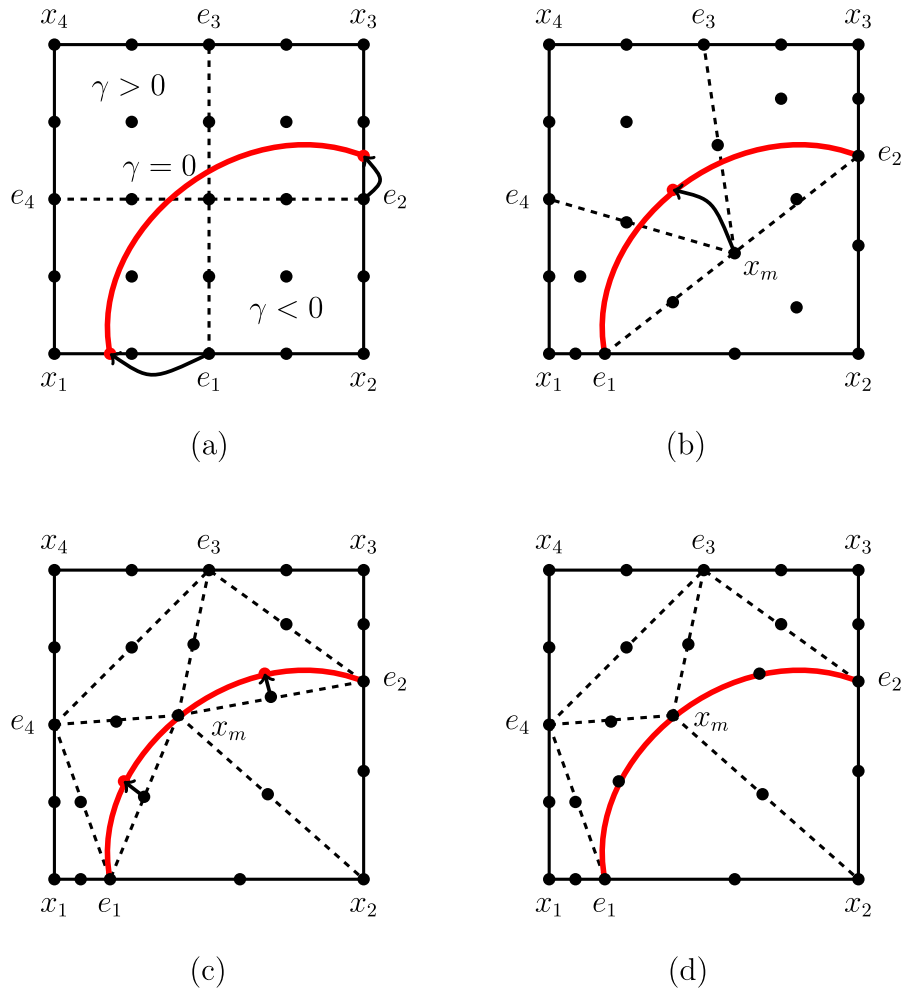 x₄ e₃ x₃
γ > 0
γ = 0
e₄ e₂
γ < 0
x₁ e₁ x₂
(a)
x₄ e₃ x₃
e₂
e₄
xₘ
x₁ e₁ x₂
(b)
x₄ e₃ x₃
e₂
e₄ xₘ
x₁ e₁ x₂
(c)
x₄ e₃ x₃
e₂
e₄ xₘ
x₁ e₁ x₂
(d)